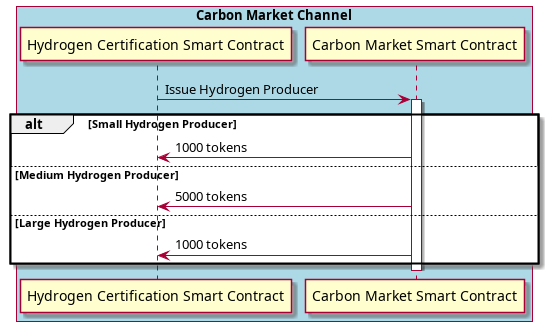 Carbon Market Channel
Hydrogen Certification Smart Contract
Carbon Market Smart Contract
Issue Hydrogen Producer
alt
[Small Hydrogen Producer]
1000 tokens
[Medium Hydrogen Producer]
5000 tokens
[Large Hydrogen Producer]
1000 tokens
Hydrogen Certification Smart Contract
Carbon Market Smart Contract